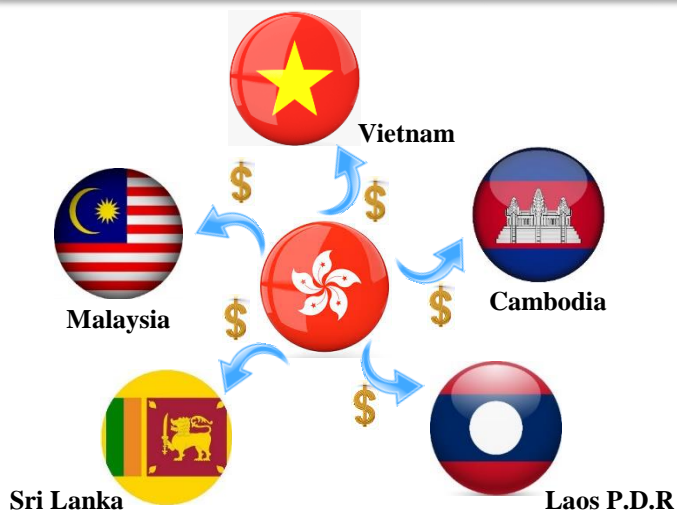 Vietnam
$
$
Malaysia
Cambodia
$
$
$
Sri Lanka
Laos P.D.R